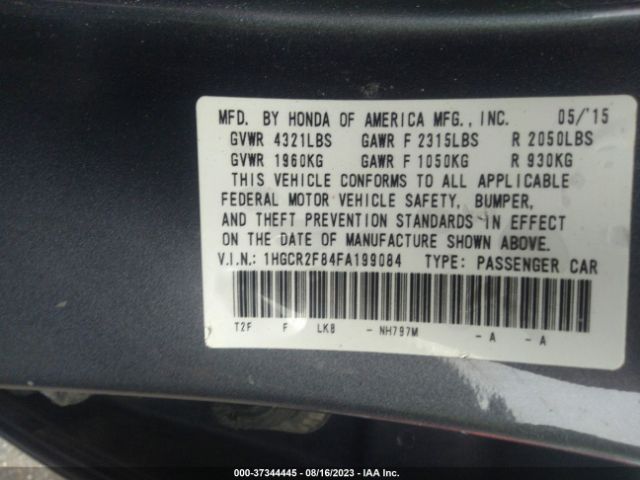 MFD. BY HONDA OF AMERICA MFG., INC. 05/'15
GVWR 4321LBS GAWR F 2315LBS R 2050LBS
GVWR 1960KG GAWR F 1050KG R 930KG
THIS VEHICLE CONFORMS TO ALL APPLICABLE
FEDERAL MOTOR VEHICLE SAFETY, BUMPER,
AND THEFT PREVENTION STANDARDS IN EFFECT
ON THE DATE OF MANUFACTURE SHOWN ABOVE.
V.I.N.: 1HGCR2F84FA199084 TYPE: PASSENGER CAR
T2F F LKB - NH797M - A - A
000-37344445 - 08/16/2023 - IAA Inc.